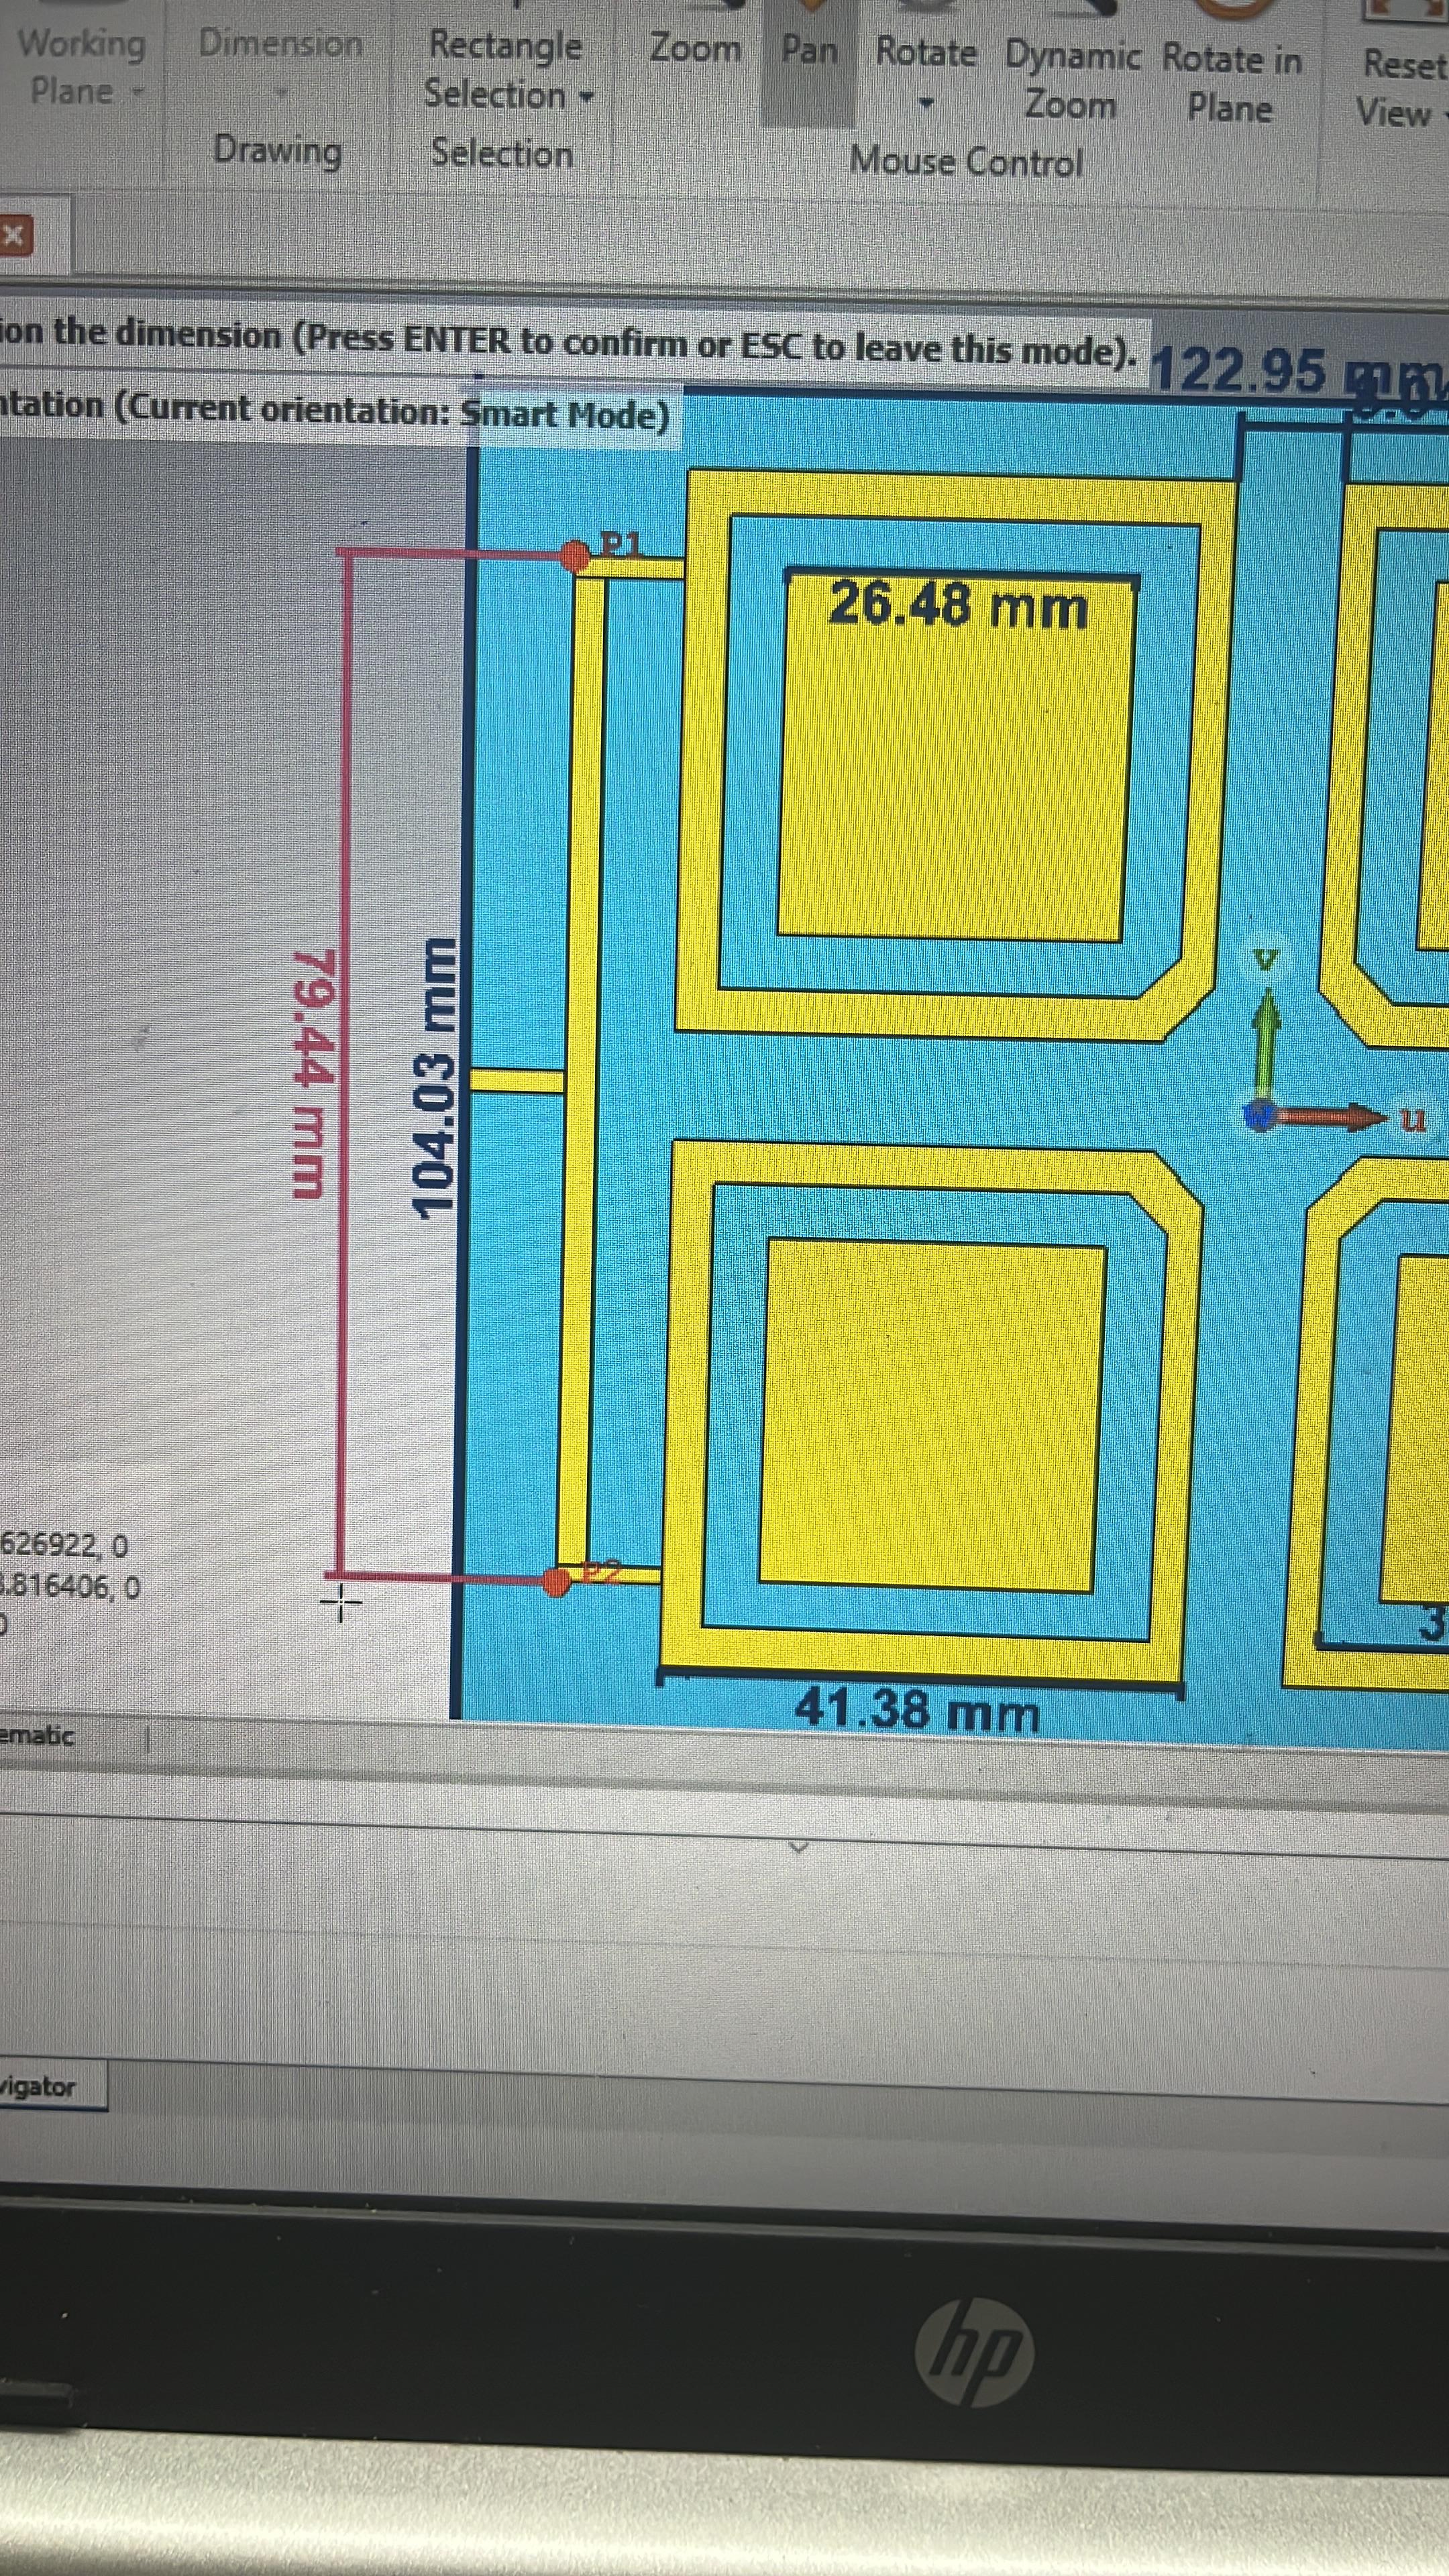 Working
Plane
Dimension
Rectangle
Selection
Zoom
Pan
Rotate
Dynamic
Zoom
Rotate in
Plane
Reset
View
Drawing
Selection
Mouse Control
ion the dimension (Press ENTER to confirm or ESC to leave this mode).
122.95 mm
ntation (Current orientation: Smart Mode)
P1
26.48 mm
79.44 mm
104.03 mm
v
u
P2
626922, 0
.816406, 0
3
41.38 mm
ematic
vigator
hp